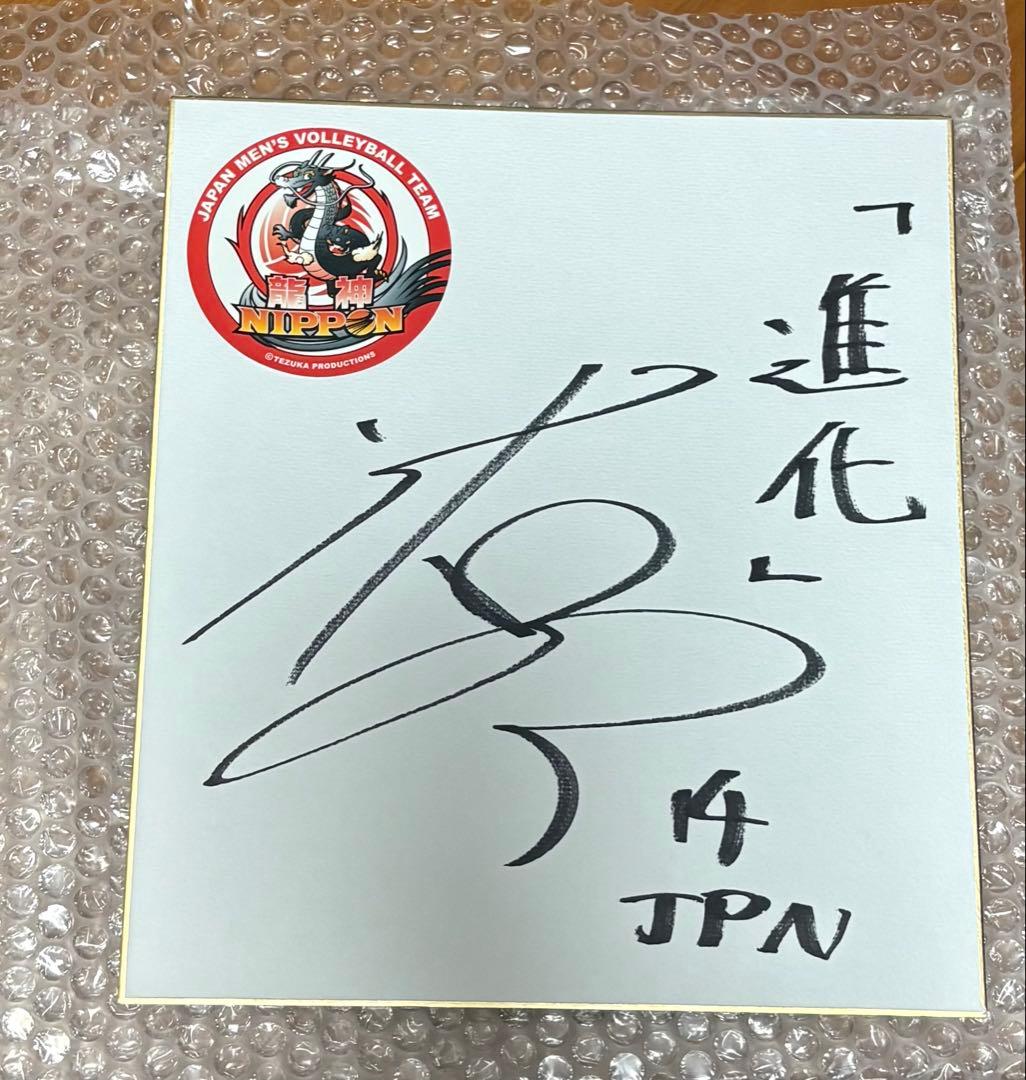 JAPAN MEN'S VOLLEYBALL TEAM
龍神
NIPPON
©TEZUKA PRODUCTIONS
「進化」
14
JPN